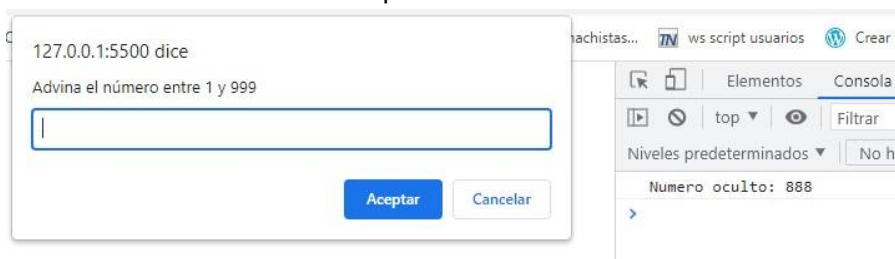 127.0.0.1:5500 dice
Advina el número entre 1 y 999
Aceptar
Cancelar
ws script usuarios
Crear
Elementos
Consola
top
Filtrar
Niveles predeterminados
Numero oculto: 888